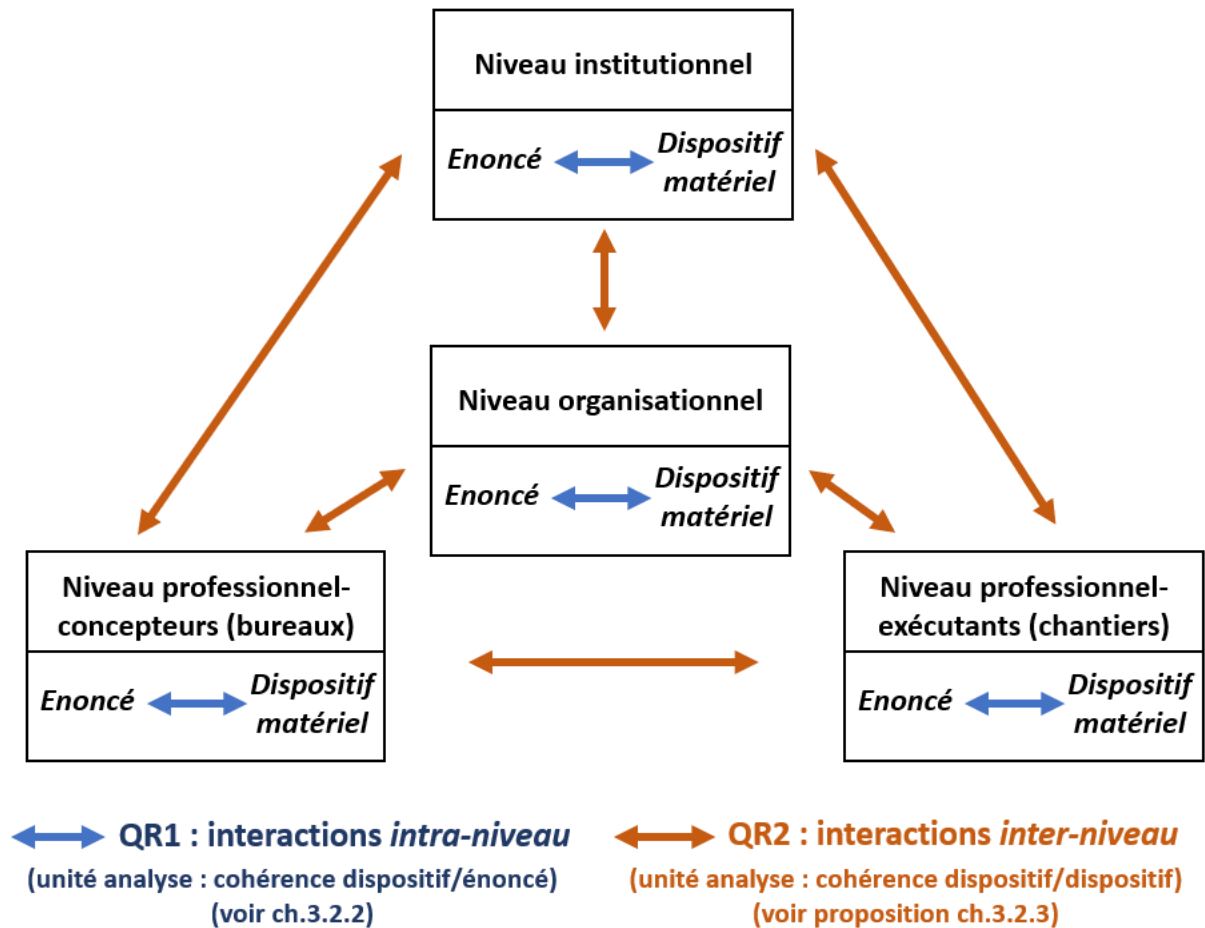 Niveau institutionnel
Enoncé
Dispositif
matériel
Niveau organisationnel
Enoncé
Dispositif
matériel
Niveau professionnel-
concepteurs (bureaux)
Enoncé
Dispositif
matériel
Niveau professionnel-
exécutants (chantiers)
Enoncé
Dispositif
matériel
QR1 : interactions intra-niveau
(unité analyse : cohérence dispositif/énoncé)
(voir ch.3.2.2)
QR2 : interactions inter-niveau
(unité analyse : cohérence dispositif/dispositif)
(voir proposition ch.3.2.3)